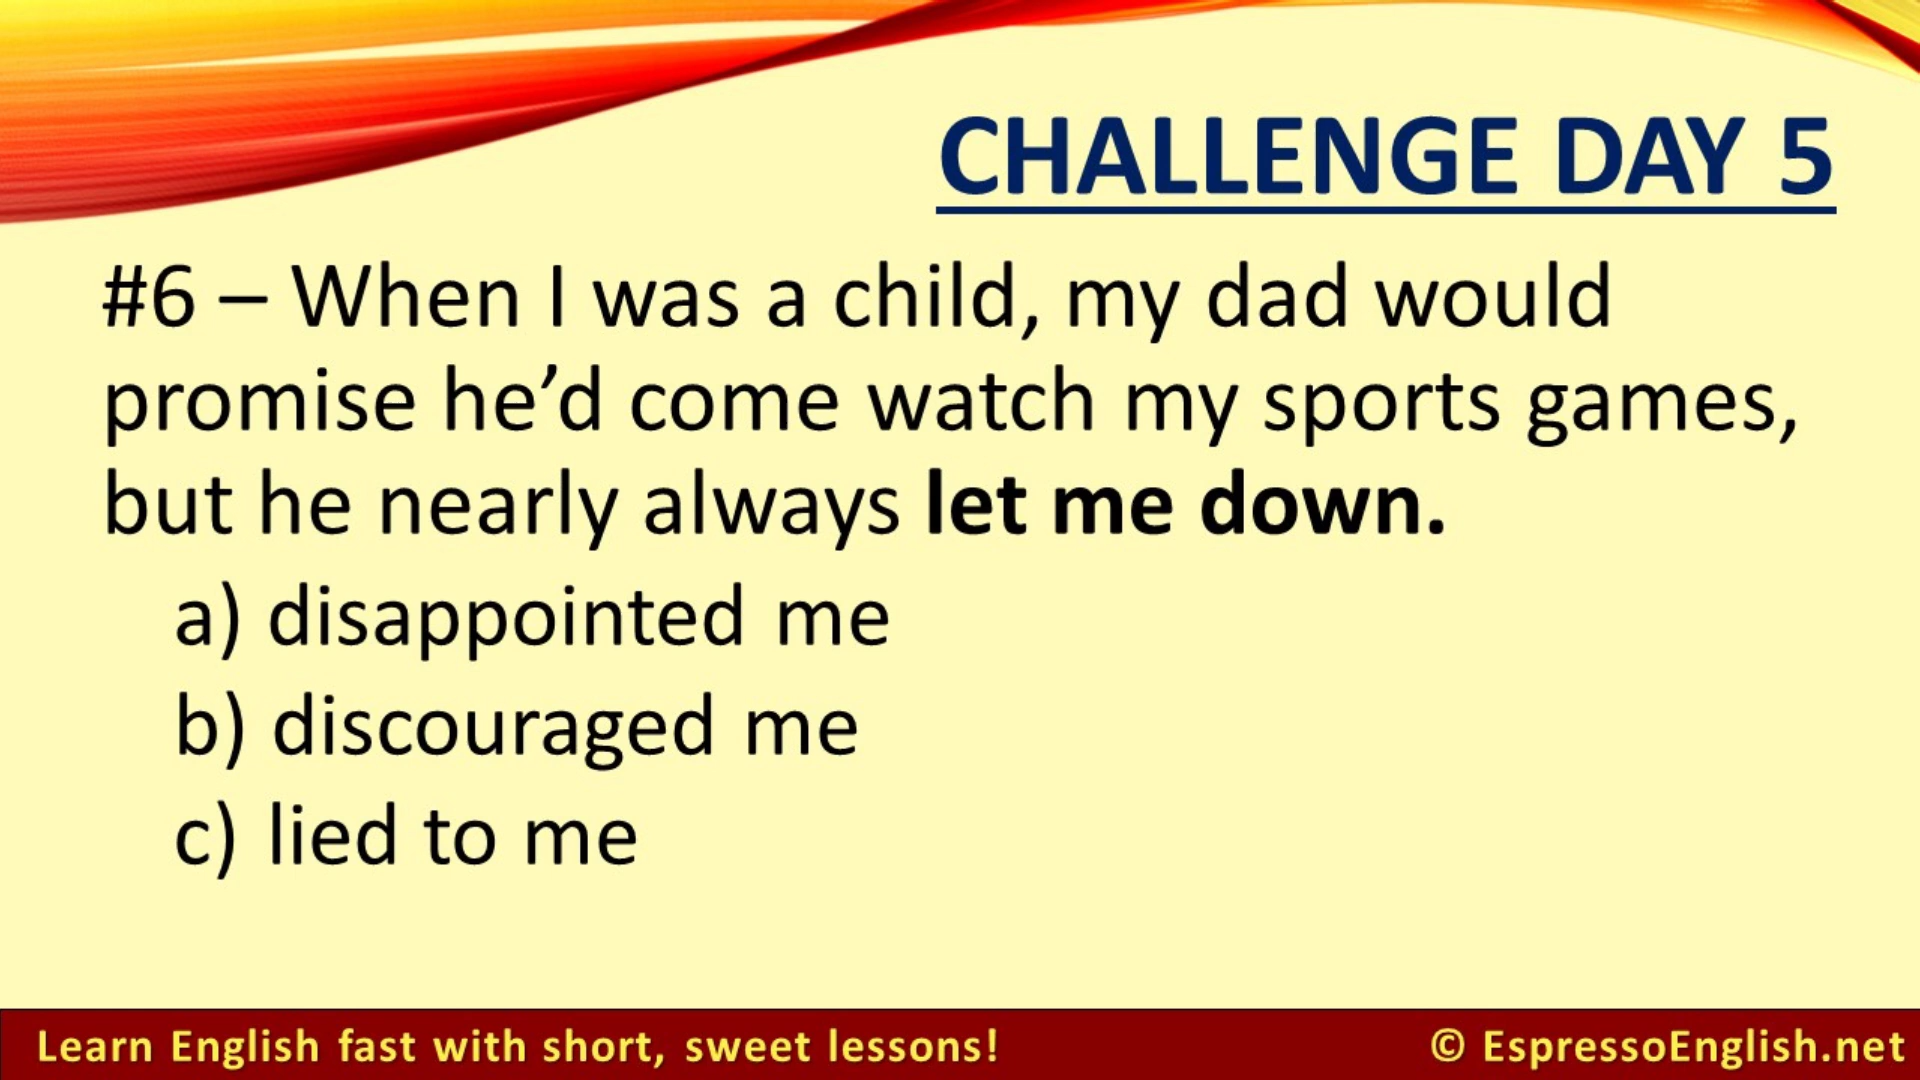 CHALLENGE DAY 5
#6 – When I was a child, my dad would
promise he’d come watch my sports games,
but he nearly always let me down.
a) disappointed me
b) discouraged me
c) lied to me
Learn English fast with short, sweet lessons!
© EspressoEnglish.net